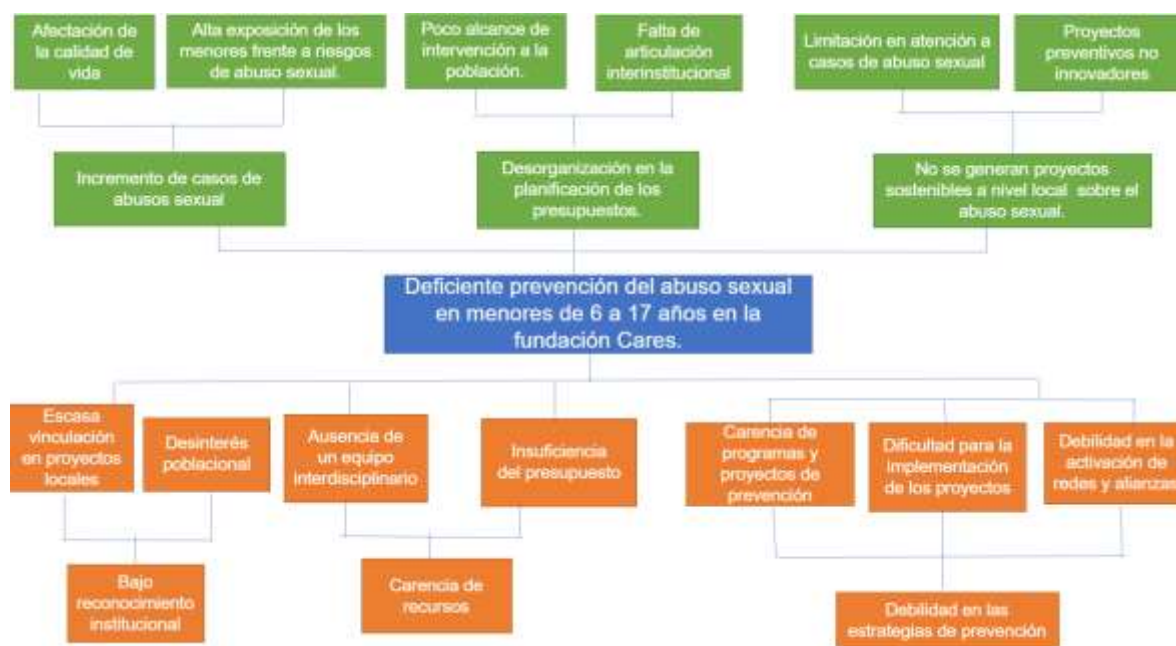 Afectación de
la calidad de
vida
Alta exposición de los
menores frente a riesgos
de abuso sexual.
Poco alcance de
intervención a la
población.
Falta de
articulación
interinstitucional
Limitación en atención a
casos de abuso sexual
Proyectos
preventivos no
innovadores
Incremento de casos de
abusos sexual
Desorganización en la
planificación de los
presupuestos.
No se generan proyectos
sostenibles a nivel local sobre el
abuso sexual.
Deficiente prevención del abuso sexual
en menores de 6 a 17 años en la
fundación Cares.
Escasa
vinculación
en proyectos
locales
Desinterés
poblacional
Ausencia de
un equipo
interdisciplinario
Insuficiencia
del presupuesto
Carencia de
programas y
proyectos de
prevención
Dificultad para la
implementación
de los proyectos
Debilidad en la
activación de
redes y alianzas
Bajo
reconocimiento
institucional
Carencia de
recursos
Debilidad en las
estrategias de prevención